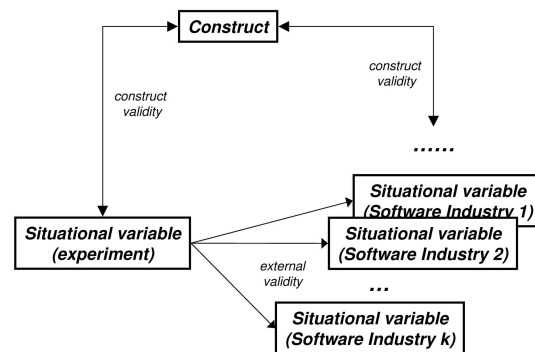 Construct
construct
validity
construct
validity
......
Situational variable
(Software Industry 1)
Situational variable
(experiment)
Situational variable
(Software Industry 2)
external
validity
...
Situational variable
(Software Industry k)